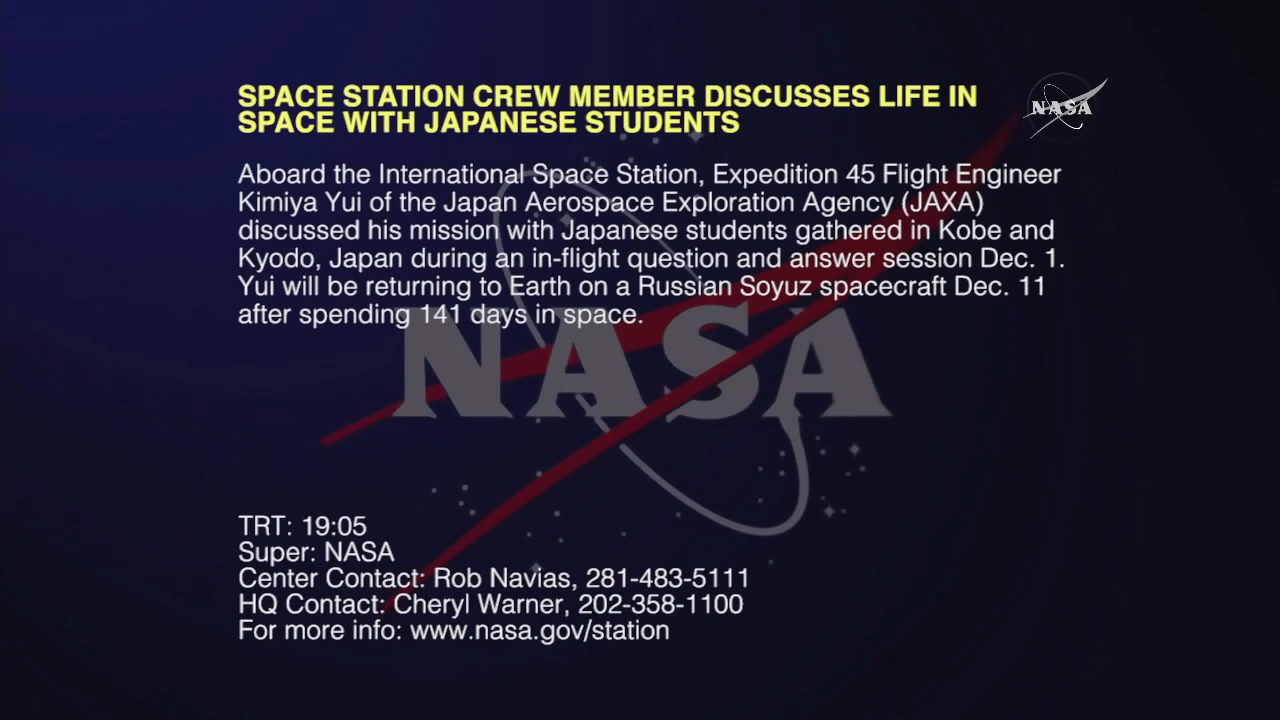 SPACE STATION CREW MEMBER DISCUSSES LIFE IN
SPACE WITH JAPANESE STUDENTS
NASA
Aboard the International Space Station, Expedition 45 Flight Engineer
Kimiya Yui of the Japan Aerospace Exploration Agency (JAXA)
discussed his mission with Japanese students gathered in Kobe and
Kyodo, Japan during an in-flight question and answer session Dec. 1.
Yui will be returning to Earth on a Russian Soyuz spacecraft Dec. 11
after spending 141 days in space.
NASA
TRT: 19:05
Super: NASA
Center Contact: Rob Navias, 281-483-5111
HQ Contact: Cheryl Warner, 202-358-1100
For more info: www.nasa.gov/station